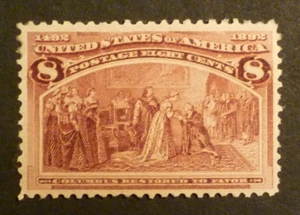 1492 1892
UNITED STATES OF AMERICA
POSTAGE EIGHT CENTS
8 8
COLUMBUS RESTORED TO FAVOR